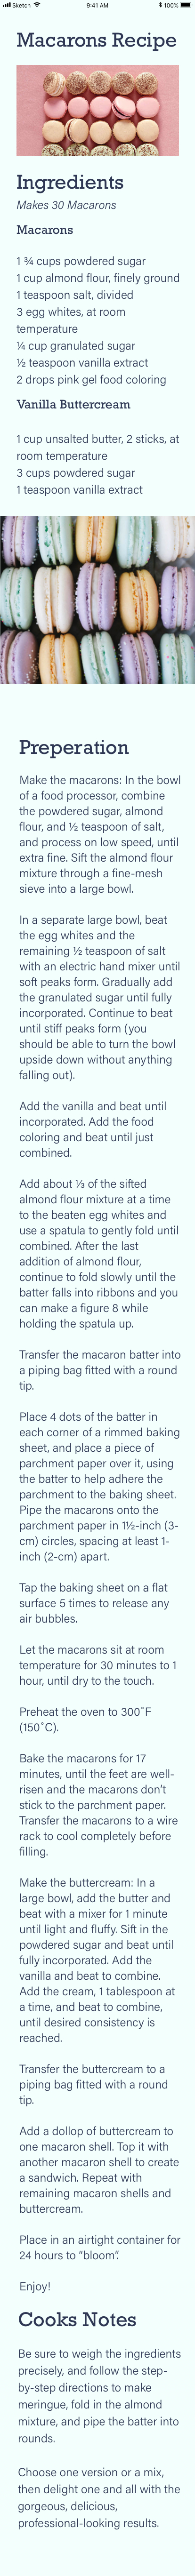 Sketch 9:41 AM 100%
Macarons Recipe
Ingredients
Makes 30 Macarons
Macarons
1 ¾ cups powdered sugar
1 cup almond flour, finely ground
1 teaspoon salt, divided
3 egg whites, at room
temperature
¼ cup granulated sugar
½ teaspoon vanilla extract
2 drops pink gel food coloring
Vanilla Buttercream
1 cup unsalted butter, 2 sticks, at
room temperature
3 cups powdered sugar
1 teaspoon vanilla extract
Preperation
Make the macarons: In the bowl
of a food processor, combine
the powdered sugar, almond
flour, and ½ teaspoon of salt,
and process on low speed, until
extra fine. Sift the almond flour
mixture through a fine-mesh
sieve into a large bowl.
In a separate large bowl, beat
the egg whites and the
remaining ½ teaspoon of salt
with an electric hand mixer until
soft peaks form. Gradually add
the granulated sugar until fully
incorporated. Continue to beat
until stiff peaks form (you
should be able to turn the bowl
upside down without anything
falling out).
Add the vanilla and beat until
incorporated. Add the food
coloring and beat until just
combined.
Add about ⅓ of the sifted
almond flour mixture at a time
to the beaten egg whites and
use a spatula to gently fold until
combined. After the last
addition of almond flour,
continue to fold slowly until the
batter falls into ribbons and you
can make a figure 8 while
holding the spatula up.
Transfer the macaron batter into
a piping bag fitted with a round
tip.
Place 4 dots of the batter in
each corner of a rimmed baking
sheet, and place a piece of
parchment paper over it, using
the batter to help adhere the
parchment to the baking sheet.
Pipe the macarons onto the
parchment paper in 1½-inch (3-
cm) circles, spacing at least 1-
inch (2-cm) apart.
Tap the baking sheet on a flat
surface 5 times to release any
air bubbles.
Let the macarons sit at room
temperature for 30 minutes to 1
hour, until dry to the touch.
Preheat the oven to 300˚F
(150˚C).
Bake the macarons for 17
minutes, until the feet are well-
risen and the macarons don't
stick to the parchment paper.
Transfer the macarons to a wire
rack to cool completely before
filling.
Make the buttercream: In a
large bowl, add the butter and
beat with a mixer for 1 minute
until light and fluffy. Sift in the
powdered sugar and beat until
fully incorporated. Add the
vanilla and beat to combine.
Add the cream, 1 tablespoon at
a time, and beat to combine,
until desired consistency is
reached.
Transfer the buttercream to a
piping bag fitted with a round
tip.
Add a dollop of buttercream to
one macaron shell. Top it with
another macaron shell to create
a sandwich. Repeat with
remaining macaron shells and
buttercream.
Place in an airtight container for
24 hours to “bloom”.
Enjoy!
Cooks Notes
Be sure to weigh the ingredients
precisely, and follow the step-
by-step directions to make
meringue, fold in the almond
mixture, and pipe the batter into
rounds.
Choose one version or a mix,
then delight one and all with the
gorgeous, delicious,
professional-looking results.